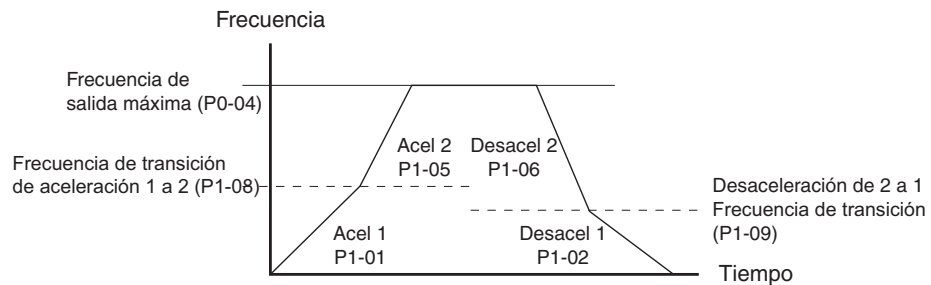 Frecuencia
Frecuencia de
salida máxima (P0-04)
Acel 2
P1-05
Desacel 2
P1-06
Frecuencia de transición
de aceleración 1 a 2 (P1-08)
Desaceleración de 2 a 1
Frecuencia de transición
(P1-09)
Acel 1
P1-01
Desacel 1
P1-02
Tiempo